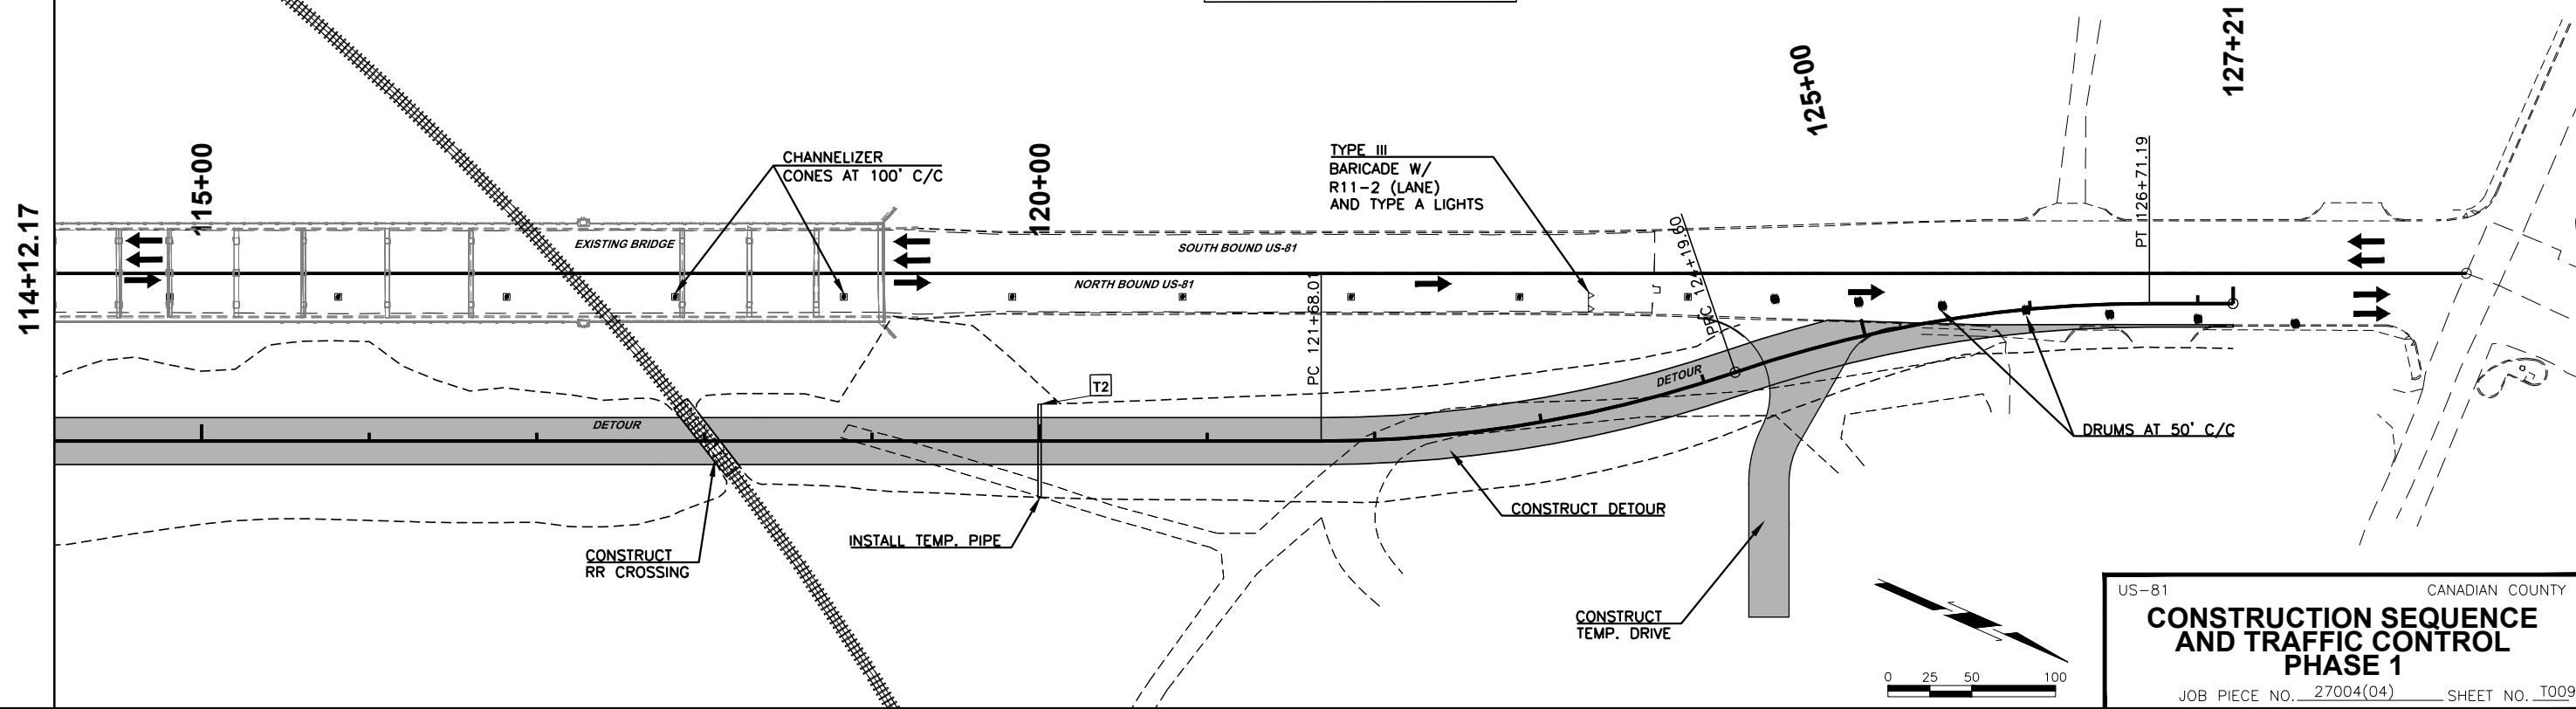 114+12.17
115+00
120+00
125+00
127+21
CHANNELIZER
CONES AT 100' C/C
TYPE III
BARICADE W/
R11-2 (LANE)
AND TYPE A LIGHTS
EXISTING BRIDGE
SOUTH BOUND US-81
NORTH BOUND US-81
PC 121+68.01
PRC 124+19.60
PT 126+71.19
T2
DETOUR
DETOUR
DRUMS AT 50' C/C
CONSTRUCT DETOUR
INSTALL TEMP. PIPE
CONSTRUCT
RR CROSSING
CONSTRUCT
TEMP. DRIVE
0 25 50 100
US-81 CANADIAN COUNTY
CONSTRUCTION SEQUENCE
AND TRAFFIC CONTROL
PHASE 1
JOB PIECE NO. 27004(04) SHEET NO. T009